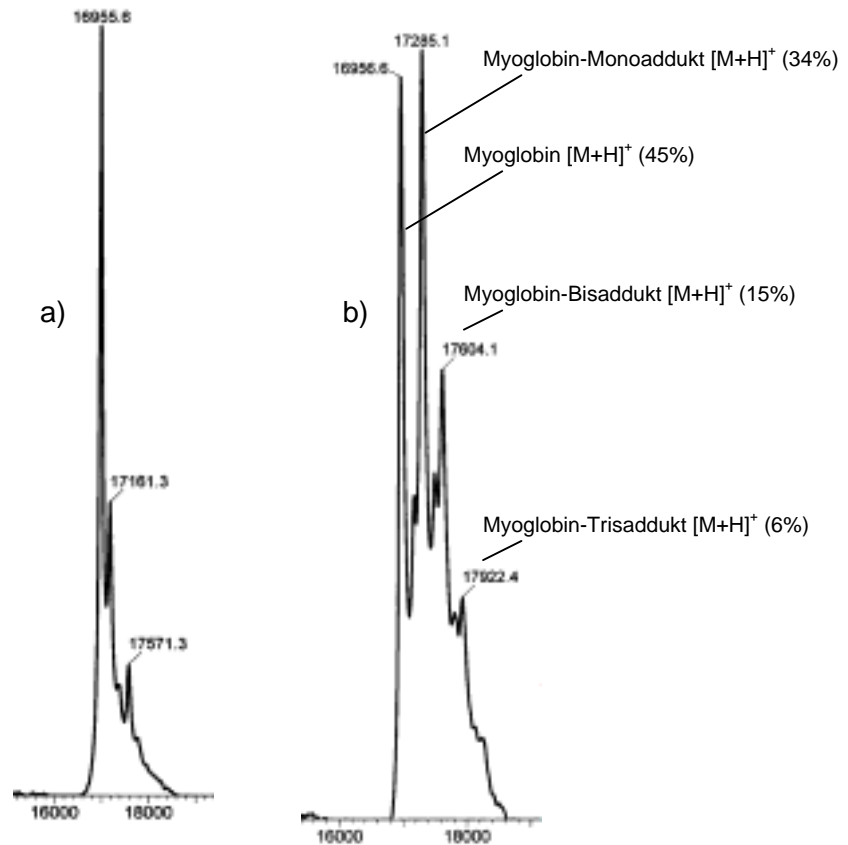 16955.6
17161.3
17571.3
a)
16000
18000
17285.1
16956.6
Myoglobin-Monoaddukt [M+H]+ (34%)
Myoglobin [M+H]+ (45%)
b)
Myoglobin-Bisaddukt [M+H]+ (15%)
17604.1
Myoglobin-Trisaddukt [M+H]+ (6%)
17922.4
16000
18000